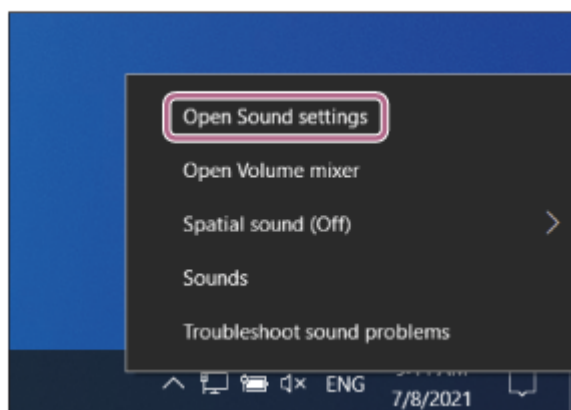 Open Sound settings
Open Volume mixer
Spatial sound (Off)
Sounds
Troubleshoot sound problems
ENG
7/8/2021